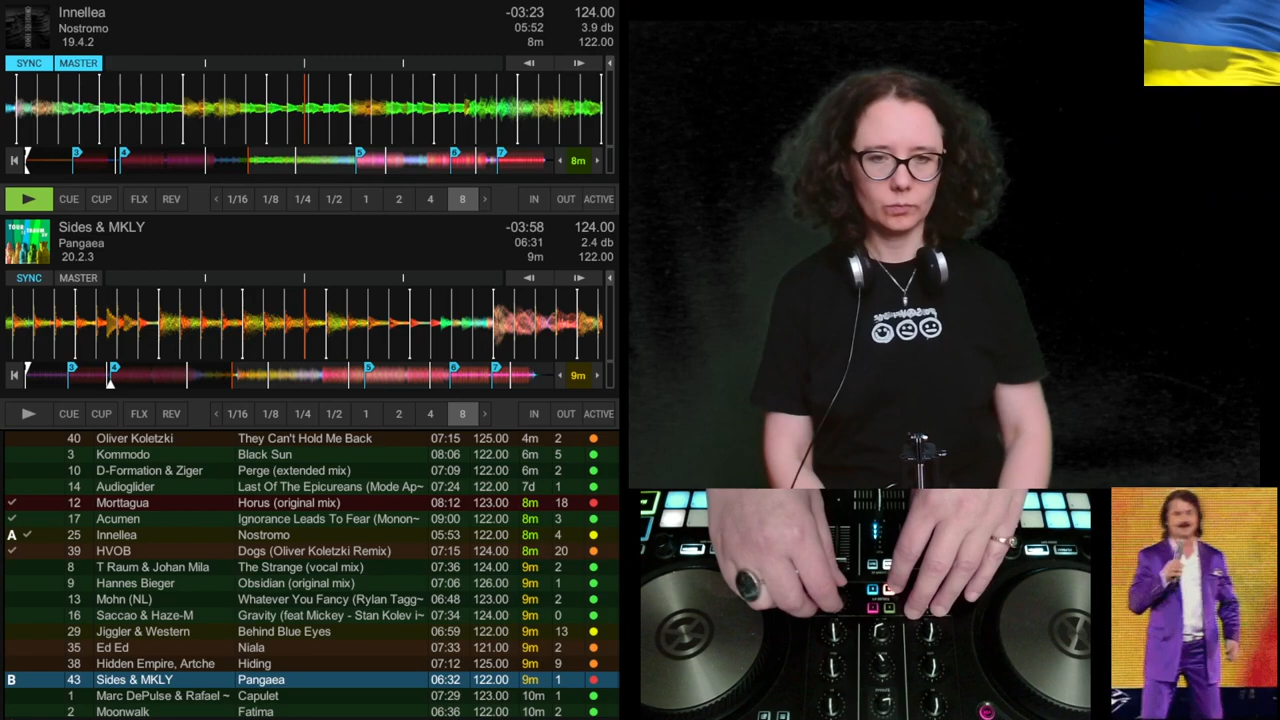 Innellea -03:23 124.00
Nostromo 05:52 3.9 db
19.4.2 8m 122.00
SYNC MASTER
3 4 5 6 7 8m
CUE CUP FLX REV 1/16 1/8 1/4 1/2 1 2 4 8 IN OUT ACTIVE
Sides & MKLY -03:58 124.00
Pangaea 06:31 2.4 db
20.2.3 9m 122.00
SYNC MASTER
3 4 5 6 7 9m
CUE CUP FLX REV 1/16 1/8 1/4 1/2 1 2 4 8 IN OUT ACTIVE
40 Oliver Koletzki They Can't Hold Me Back 07:15 125.00 4m 2
3 Kommodo Black Sun 08:06 122.00 6m 5
10 D-Formation & Ziger Perge (extended mix) 07:09 122.00 6m 2
14 Audioglider Last Of The Epicureans (Mode Ap~ 07:24 122.00 7d 1
12 Morttagua Horus (original mix) 08:12 123.00 8m 18
17 Acumen Ignorance Leads To Fear (Monon~ 09:00 122.00 8m 3
A 25 Innellea Nostromo 05:53 122.00 8m 4
39 HVOB Dogs (Oliver Koletzki Remix) 07:15 124.00 8m 20
8 T Raum & Johan Mila The Strange (vocal mix) 07:36 124.00 9m 2
9 Hannes Bieger Obsidian (original mix) 07:06 126.00 9m 1
13 Mohn (NL) Whatever You Fancy (Rylan Tagg~ 06:48 123.00 9m 2
16 Saccao & Haze-M Gravity (feat Mickey - Stan Kolev i~ 07:38 124.00 9m 0
29 Jiggler & Western Behind Blue Eyes 06:59 122.00 9m 13
35 Ed Ed Niala 07:33 121.00 9m 2
38 Hidden Empire, Artche Hiding 07:12 125.00 9m 9
B 43 Sides & MKLY Pangaea 06:32 122.00 9m 1
1 Marc DePulse & Rafael ~ Capulet 07:29 123.00 10m 1
2 Moonwalk Fatima 06:36 122.00 10m 2